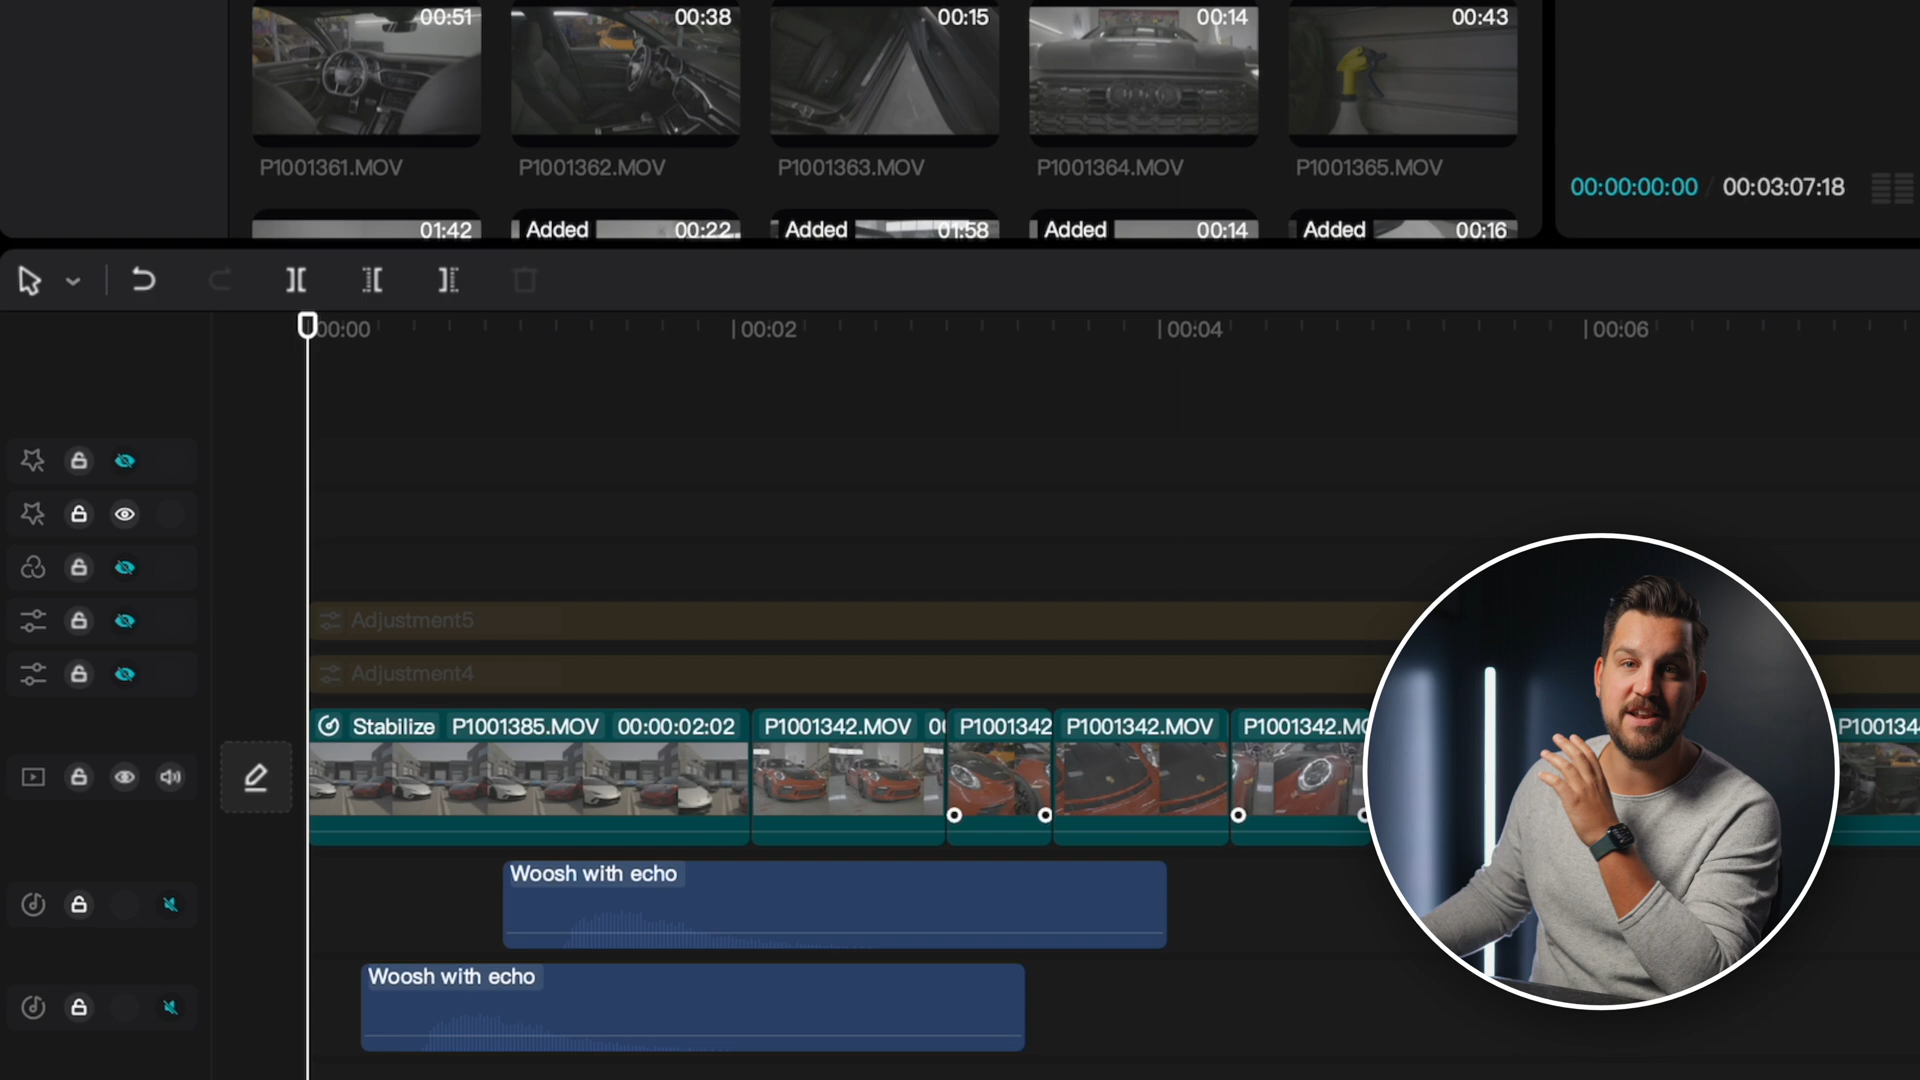 00:51
00:38
00:15
00:14
00:43
P1001361.MOV
P1001362.MOV
P1001363.MOV
P1001364.MOV
P1001365.MOV
00:00:00:00 / 00:03:07:18
01:42
Added 00:22
Added 01:58
Added 00:14
Added 00:16
00:00
00:02
00:04
00:06
Adjustment5
Adjustment4
Stabilize P1001385.MOV 00:00:02:02
P1001342.MOV
P1001342
P1001342.MOV
P1001342.M
P100134
Woosh with echo
Woosh with echo